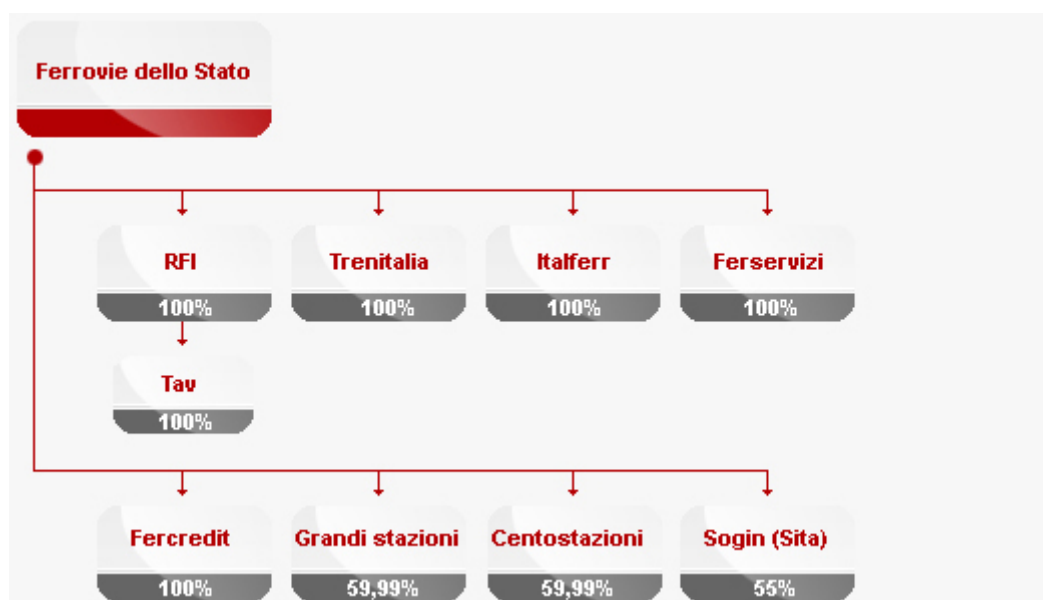 Ferrovie dello Stato
RFI
Trenitalia
Italferr
Ferservizi
100%
100%
100%
100%
Tav
100%
Fercredit
Grandi stazioni
Centostazioni
Sogin (Sita)
100%
59,99%
59,99%
55%